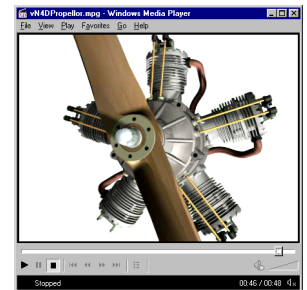 vN4DPropellor.mpg - Windows Media Player
File View Play Favorites Go Help
Stopped 00:46 / 00:48